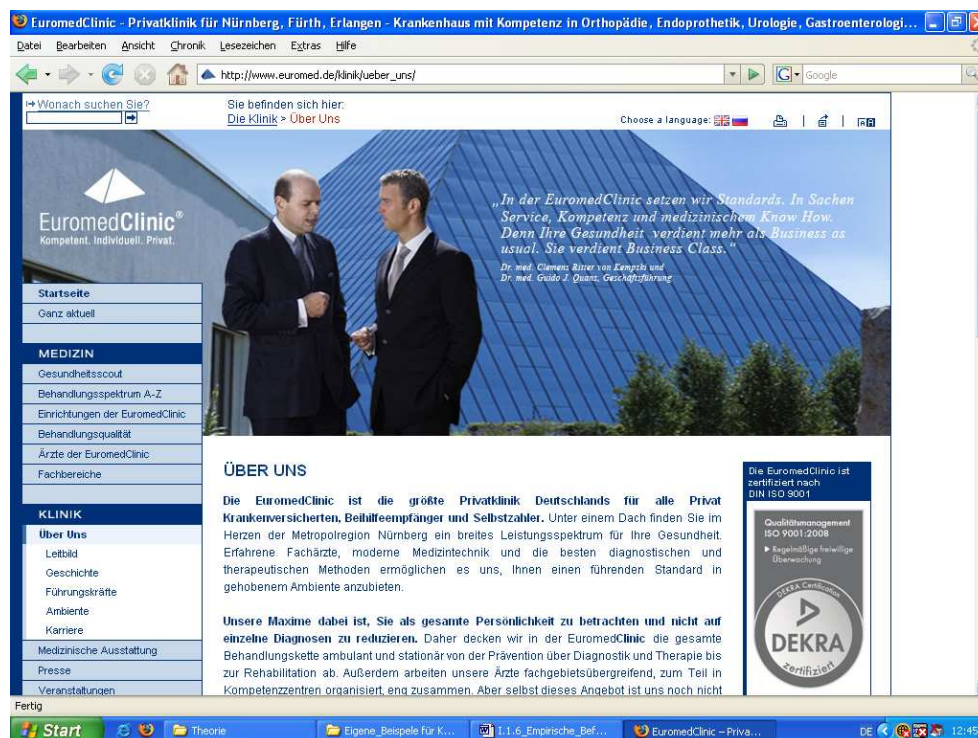 EuromedClinic - Privatklinik für Nürnberg, Fürth, Erlangen - Krankenhaus mit Kompetenz in Orthopädie, Endoprothetik, Urologie, Gastroenterologi...
Datei Bearbeiten Ansicht Chronik Lesezeichen Extras Hilfe
http://www.euromed.de/klinik/ueber_uns/
Google
Wonach suchen Sie?
Sie befinden sich hier:
Die Klinik > Über Uns
Choose a language:
EuromedClinic®
Kompetent. Individuell. Privat.
„In der EuromedClinic setzen wir Standards. In Sachen
Service, Kompetenz und medizinischem Know How.
Denn Ihre Gesundheit verdient mehr als Business as
usual. Sie verdient Business Class.“
Dr. med. Clemens Ritter von Kempski und
Dr. med. Guido J. Quanz, Geschäftsführung
Startseite
Ganz aktuell
MEDIZIN
Gesundheitsscout
Behandlungsspektrum A-Z
Einrichtungen der EuromedClinic
Behandlungsqualität
Ärzte der EuromedClinic
Fachbereiche
KLINIK
Über Uns
Leitbild
Geschichte
Führungskräfte
Ambiente
Karriere
Medizinische Ausstattung
Presse
Veranstaltungen
ÜBER UNS
Die EuromedClinic ist die größte Privatklinik Deutschlands für alle Privat
Krankenversicherten, Beihilfeempfänger und Selbstzahler. Unter einem Dach finden Sie im
Herzen der Metropolregion Nürnberg ein breites Leistungsspektrum für Ihre Gesundheit.
Erfahrene Fachärzte, moderne Medizintechnik und die besten diagnostischen und
therapeutischen Methoden ermöglichen es uns, Ihnen einen führenden Standard in
gehobenem Ambiente anzubieten.
Unsere Maxime dabei ist, Sie als gesamte Persönlichkeit zu betrachten und nicht auf
einzelne Diagnosen zu reduzieren. Daher decken wir in der EuromedClinic die gesamte
Behandlungskette ambulant und stationär von der Prävention über Diagnostik und Therapie bis
zur Rehabilitation ab. Außerdem arbeiten unsere Ärzte fachgebietsübergreifend, zum Teil in
Kompetenzzentren organisiert, eng zusammen. Aber selbst dieses Angebot ist uns noch nicht
Die EuromedClinic ist
zertifiziert nach
DIN ISO 9001
Qualitätsmanagement
ISO 9001:2008
Regelmäßige freiwillige
Überwachung
DEKRA Certification
DEKRA
zertifiziert
Fertig
Start
Theorie
Eigene_Beispele für K...
I.1.6_Empirische_Bef...
EuromedClinic – Priva...
DE
12:45